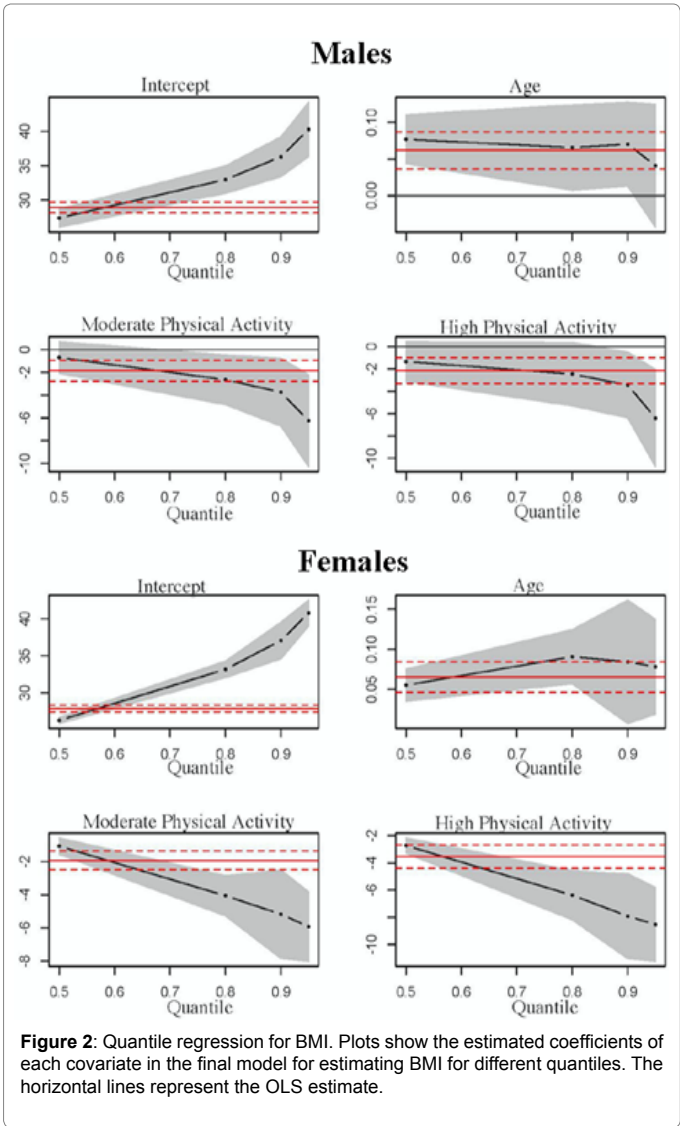 Males
Intercept
Age
30
35
40
0.00
0.10
0.5 0.6 0.7 0.8 0.9
0.5 0.6 0.7 0.8 0.9
Quantile
Quantile
Moderate Physical Activity
High Physical Activity
-10
-6
-2
0
-10
-6
-2
0
0.5 0.6 0.7 0.8 0.9
0.5 0.6 0.7 0.8 0.9
Quantile
Quantile
Females
Intercept
Age
30
35
40
0.05
0.10
0.15
0.5 0.6 0.7 0.8 0.9
0.5 0.6 0.7 0.8 0.9
Quantile
Quantile
Moderate Physical Activity
High Physical Activity
-8
-6
-4
-2
-10
-8
-6
-4
-2
0.5 0.6 0.7 0.8 0.9
0.5 0.6 0.7 0.8 0.9
Quantile
Quantile
Figure 2: Quantile regression for BMI. Plots show the estimated coefficients of
each covariate in the final model for estimating BMI for different quantiles. The
horizontal lines represent the OLS estimate.